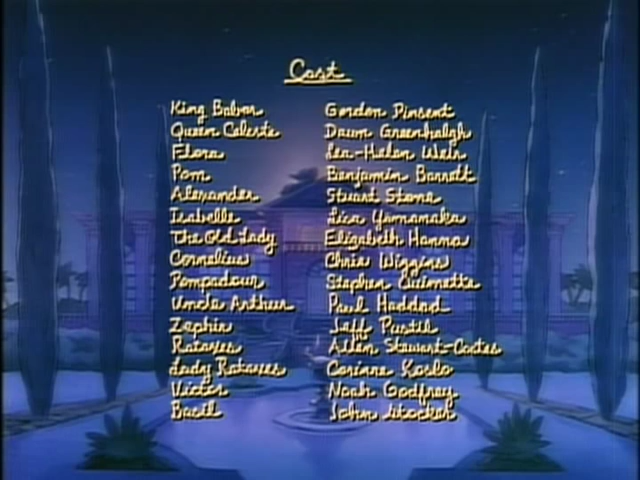 Cast
King Babar Gordon Pinsent
Queen Celeste Dawn Greenhalgh
Flora Lea-Helen Weir
Pom Benjamin Barrett
Alexander Stuart Stone
Isabelle Lisa Yamanaka
The Old Lady Elizabeth Hanna
Cornelius Chris Wiggins
Pompadour Stephen Ouimette
Uncle Arthur Paul Haddad
Zephir Jeff Pustil
Rataxes Allen Stewart-Coates
Lady Rataxes Corinne Koslo
Victor Noah Godfrey
Basil John Stocker